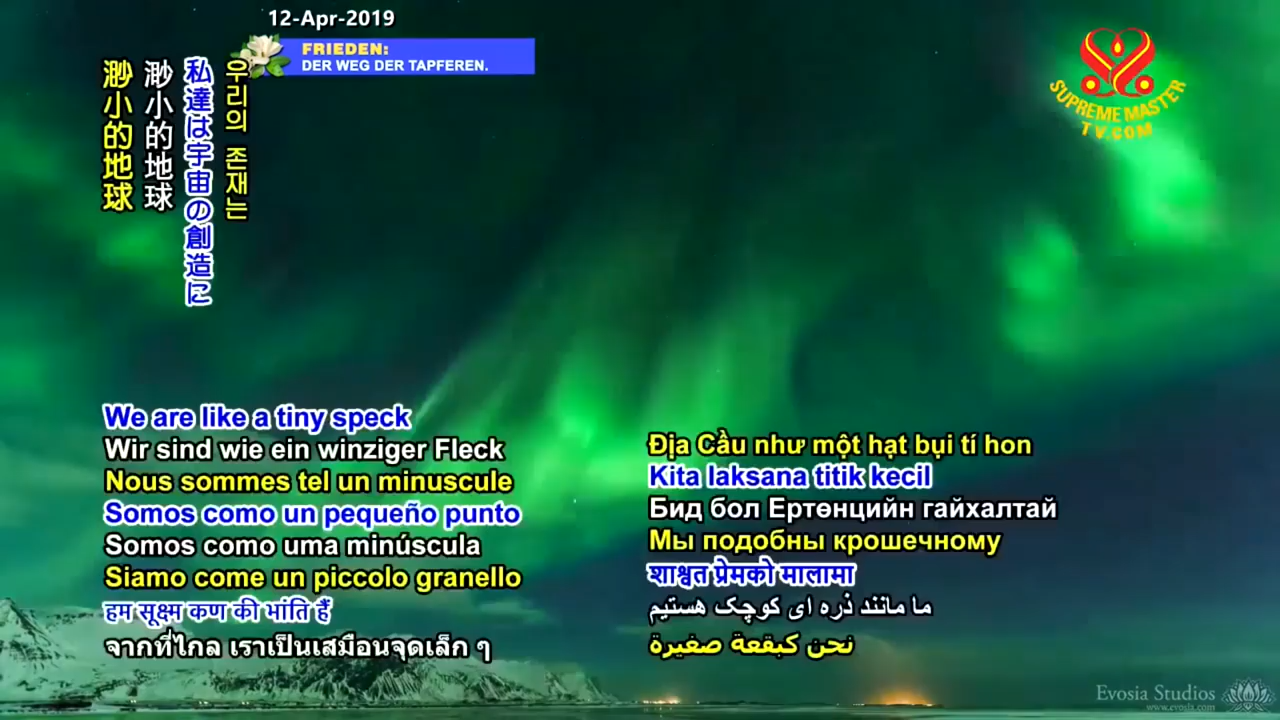 12-Apr-2019
FRIEDEN:
DER WEG DER TAPFEREN.
SUPREME MASTER
TV.COM
우리의 존재는
私達は宇宙の創造に
渺小的地球
渺小的地球
We are like a tiny speck
Wir sind wie ein winziger Fleck
Nous sommes tel un minuscule
Somos como un pequeño punto
Somos como uma minúscula
Siamo come un piccolo granello
हम सूक्ष्म कण की भांति हैं
จากที่ไกล เราเป็นเสมือนจุดเล็ก ๆ
Địa Cầu như một hạt bụi tí hon
Kita laksana titik kecil
Бид бол Ертөнцийн гайхалтай
Мы подобны крошечному
शाश्वत प्रेमको मालामा
ما مانند ذره ای کوچک هستیم
نحن كبقعة صغيرة
Evosia Studios
www.evosia.com